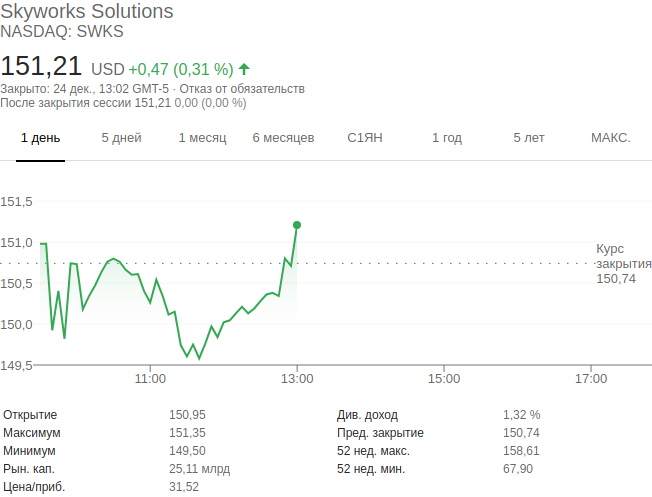 Skyworks Solutions
NASDAQ: SWKS
151,21 USD +0,47 (0,31 %)
Закрыто: 24 дек., 13:02 GMT-5 · Отказ от обязательств
После закрытия сессии 151,21 0,00 (0,00 %)
1 день 5 дней 1 месяц 6 месяцев С1ЯН 1 год 5 лет МАКС.
151,5
151,0
150,5
150,0
149,5
Курс
закрытия
150,74
11:00 13:00 15:00 17:00
Открытие 150,95
Максимум 151,35
Минимум 149,50
Рын. кап. 25,11 млрд
Цена/приб. 31,52
Див. доход 1,32 %
Пред. закрытие 150,74
52 нед. макс. 158,61
52 нед. мин. 67,90